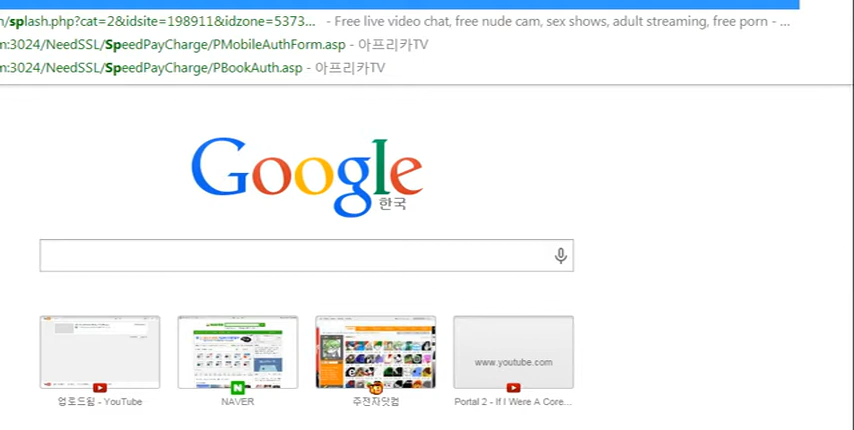 /splash.php?cat=2&idsite=198911&idzone=5373... - Free live video chat, free nude cam, sex shows, adult streaming, free porn - ...
m:3024/NeedSSL/SpeedPayCharge/PMobileAuthForm.asp - 아프리카TV
m:3024/NeedSSL/SpeedPayCharge/PBookAuth.asp - 아프리카TV
Google
한국
www.youtube.com
업로드됨 - YouTube
NAVER
주전자닷컴
Portal 2 - If I Were A Core...